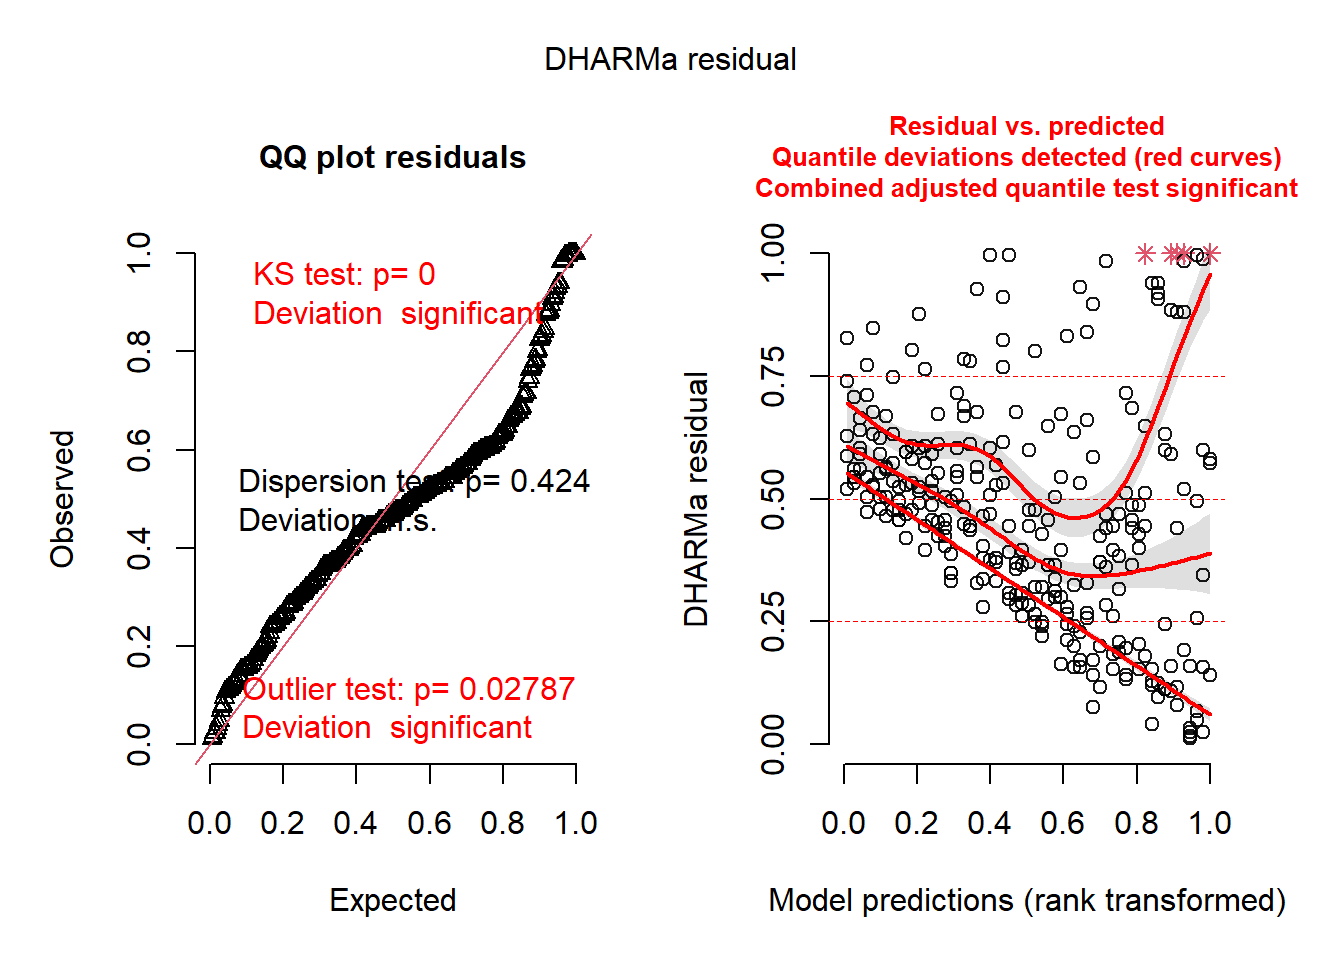 DHARMa residual
QQ plot residuals
KS test: p= 0
Deviation  significant
Dispersion test: p= 0.424
Deviation n.s.
Outlier test: p= 0.02787
Deviation  significant
Observed
0.0 0.2 0.4 0.6 0.8 1.0
0.0 0.2 0.4 0.6 0.8 1.0
Expected
Residual vs. predicted
Quantile deviations detected (red curves)
Combined adjusted quantile test significant
DHARMa residual
0.00 0.25 0.50 0.75 1.00
0.0 0.2 0.4 0.6 0.8 1.0
Model predictions (rank transformed)